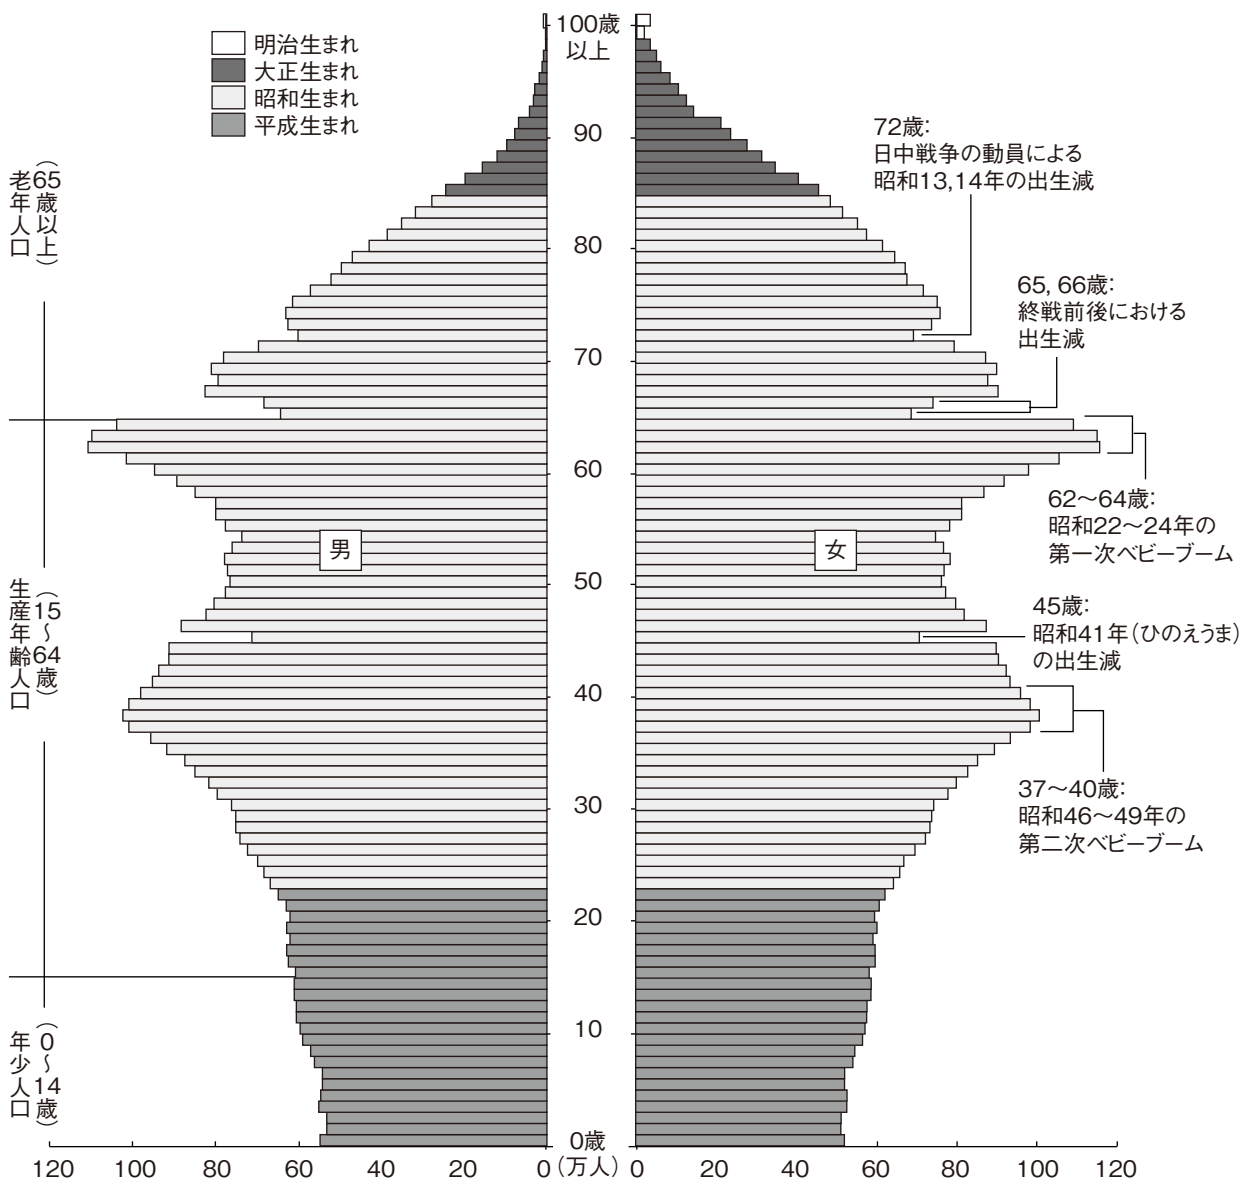 明治生まれ
大正生まれ
昭和生まれ
平成生まれ
100歳
以上
90
80
70
60
50
40
30
20
10
0歳
(万人)
老年人口
(65歳以上)
生産年齢人口
(15〜64歳)
年少人口
(0〜14歳)
男
女
72歳:
日中戦争の動員による
昭和13,14年の出生減
65, 66歳:
終戦前後における
出生減
62〜64歳:
昭和22〜24年の
第一次ベビーブーム
45歳:
昭和41年(ひのえうま)
の出生減
37〜40歳:
昭和46〜49年の
第二次ベビーブーム
120 100 80 60 40 20 0
0 20 40 60 80 100 120